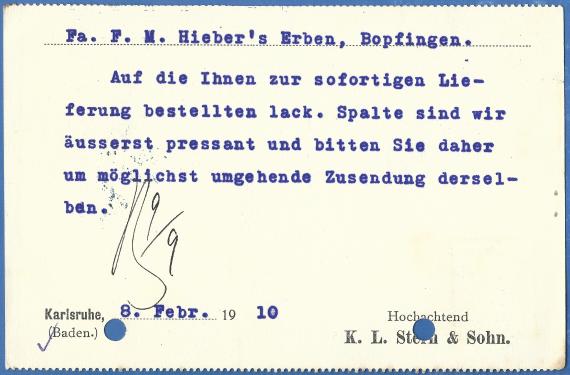 Fa. F. M. Hieber's Erben, Bopfingen.
Auf die Ihnen zur sofortigen Lie-
ferung bestellten lack. Spalte sind wir
äusserst pressant und bitten Sie daher
um möglichst umgehende Zusendung dersel-
ben.
9/9
Karlsruhe, 8. Febr. 19 10
(Baden.)
Hochachtend
K. L. Stern & Sohn.